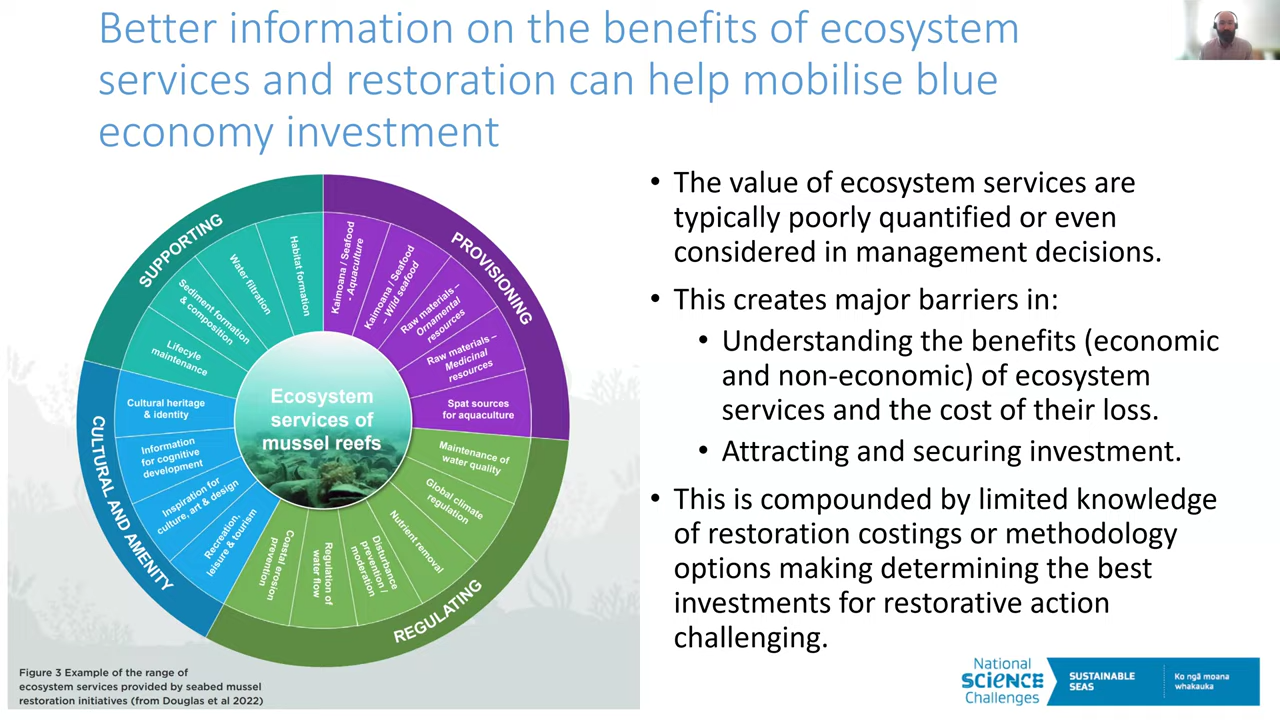 Better information on the benefits of ecosystem
services and restoration can help mobilise blue
economy investment
SUPPORTING
Habitat formation
Water filtration
Sediment formation
& composition
Lifecyle
maintenance
PROVISIONING
Kaimoana / Seafood
- Aquaculture
Kaimoana / Seafood
– Wild seafood
Raw materials –
Ornamental
resources
Raw materials –
Medicinal
resources
Spat sources
for aquaculture
REGULATING
Maintenance of
water quality
Global climate
regulation
Nutrient removal
Disturbance
prevention /
moderation
Regulation of
water flow
Coastal erosion
prevention
CULTURAL AND AMENITY
Recreation,
leisure & tourism
Inspiration for
culture, art & design
Information
for cognitive
development
Cultural heritage
& identity
Ecosystem
services of
mussel reefs
Figure 3 Example of the range of
ecosystem services provided by seabed mussel
restoration initiatives (from Douglas et al 2022)
• The value of ecosystem services are
typically poorly quantified or even
considered in management decisions.
• This creates major barriers in:
• Understanding the benefits (economic
and non-economic) of ecosystem
services and the cost of their loss.
• Attracting and securing investment.
• This is compounded by limited knowledge
of restoration costings or methodology
options making determining the best
investments for restorative action
challenging.
National
SCIENCE
Challenges
SUSTAINABLE
SEAS
Ko ngā moana
whakauka